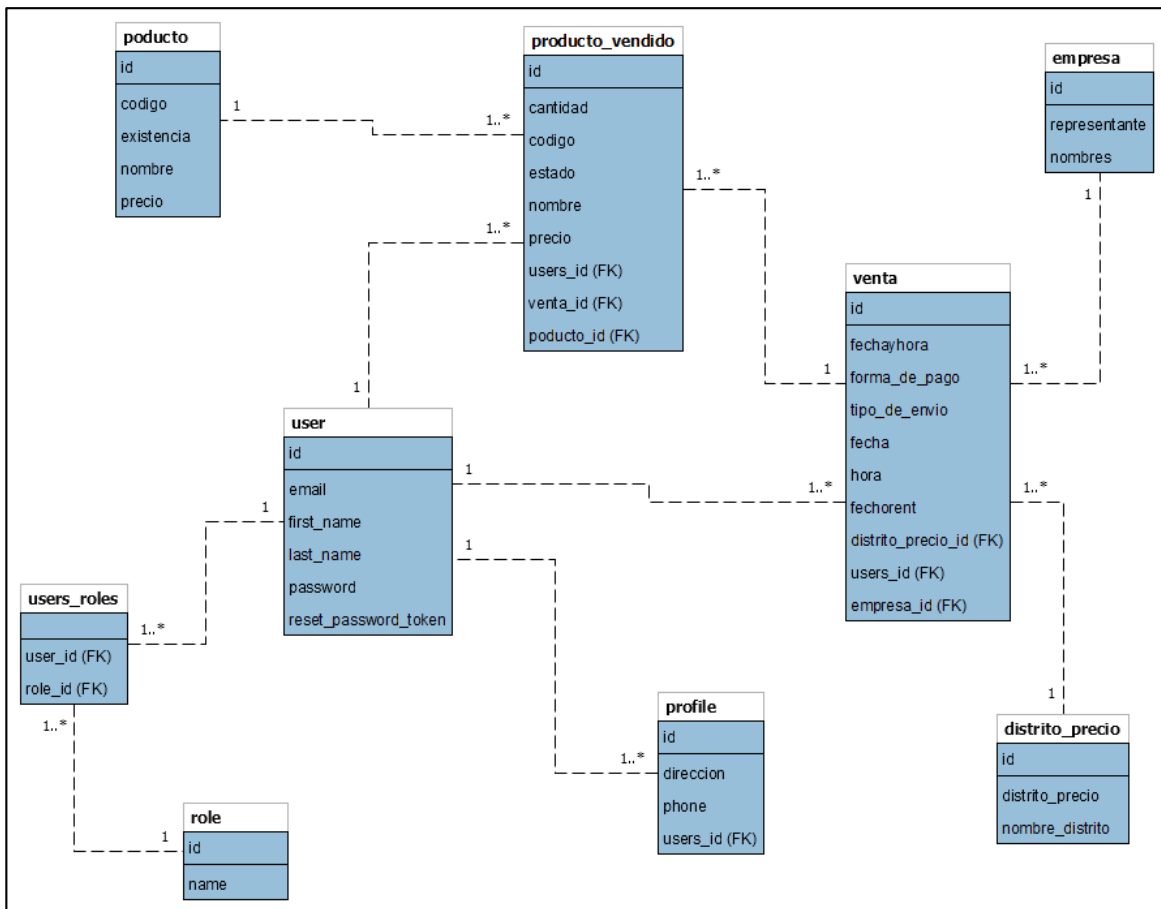 poducto
id
codigo
existencia
nombre
precio
1
1..*
producto_vendido
id
cantidad
codigo
estado
nombre
precio
users_id (FK)
venta_id (FK)
poducto_id (FK)
1..*
1..*
empresa
id
representante
nombres
1
venta
id
fechayhora
forma_de_pago
tipo_de_envio
fecha
hora
fechorent
distrito_precio_id (FK)
users_id (FK)
empresa_id (FK)
1
1..*
1..*
1..*
1
user
id
email
first_name
last_name
password
reset_password_token
1
1
1
users_roles
user_id (FK)
role_id (FK)
1..*
1..*
role
id
name
1
profile
id
direccion
phone
users_id (FK)
1..*
1
distrito_precio
id
distrito_precio
nombre_distrito